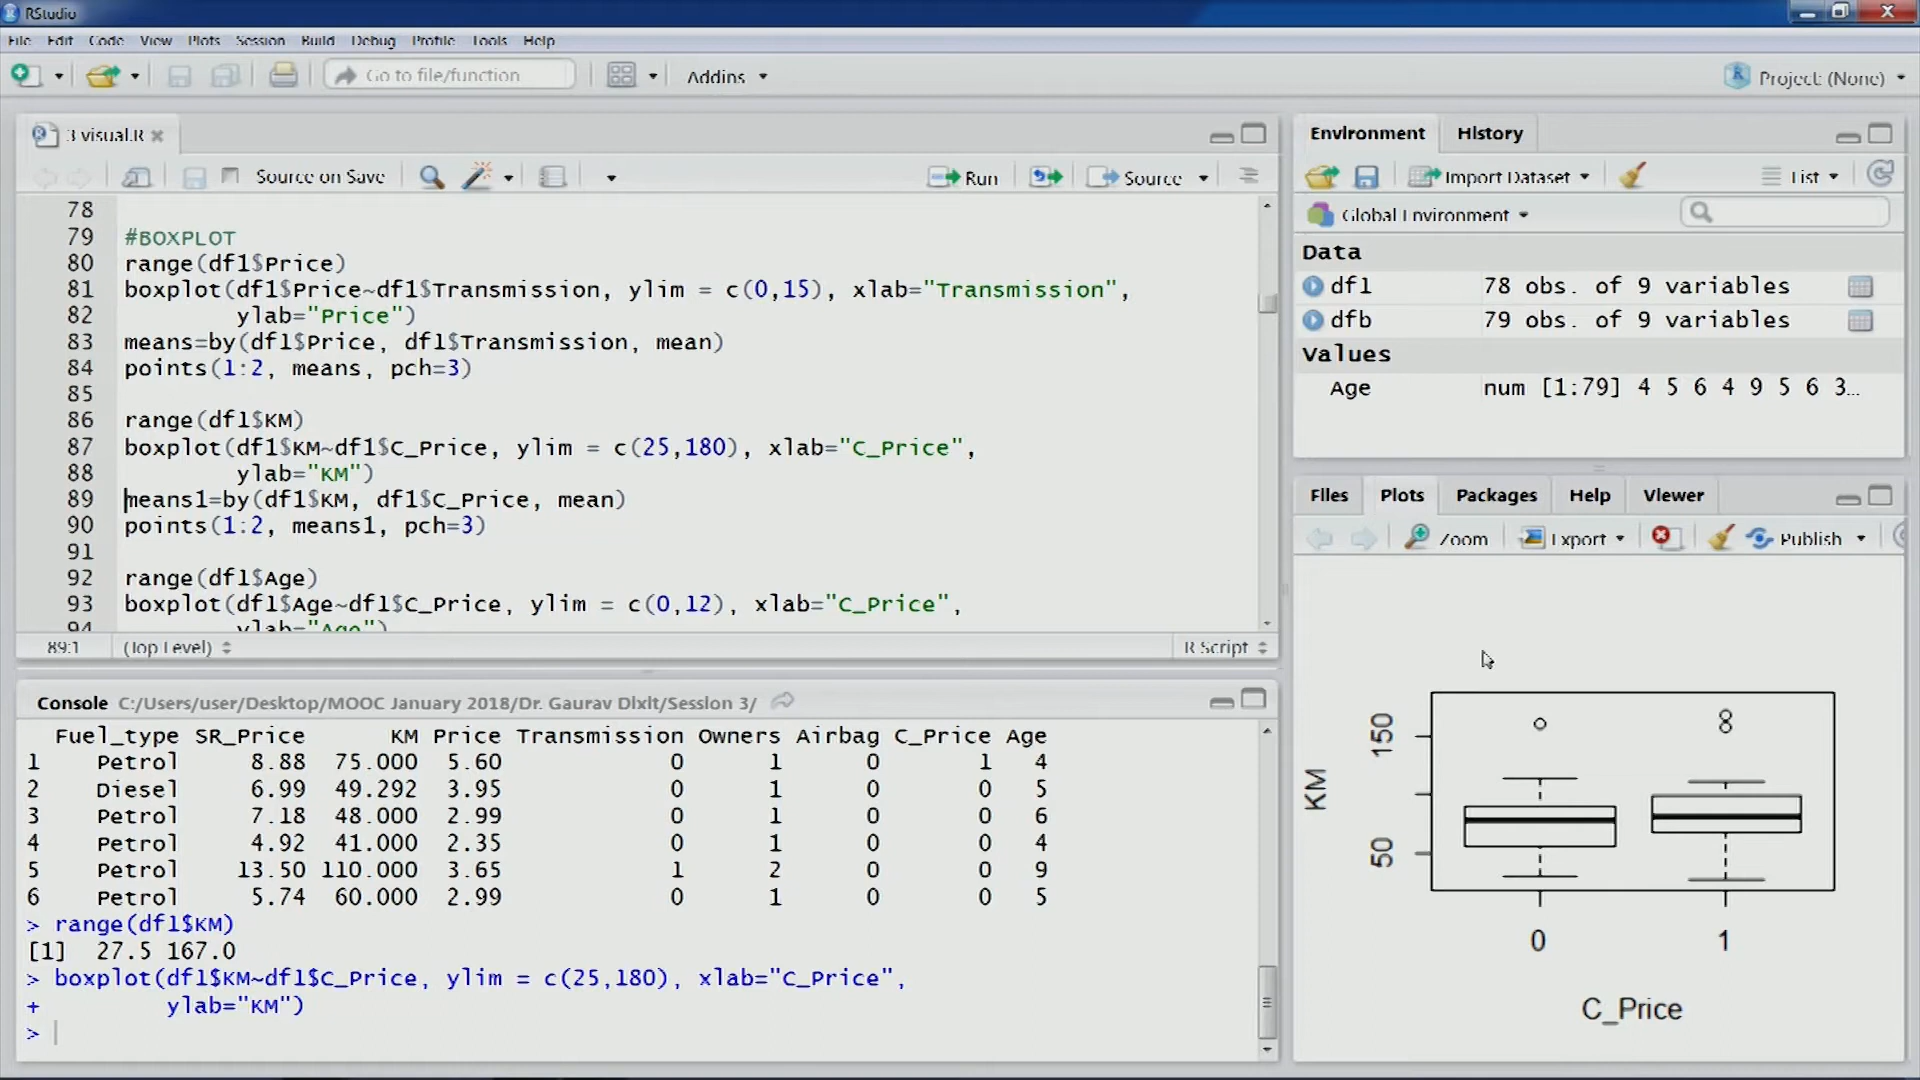 RStudio
File Edit Code View Plots Session Build Debug Profile Tools Help
Go to file/function Addins Project: (None)
3 visual.R
Source on Save Run Source
78
79 #BOXPLOT
80 range(df1$Price)
81 boxplot(df1$Price~df1$Transmission, ylim = c(0,15), xlab="Transmission",
82 ylab="Price")
83 means=by(df1$Price, df1$Transmission, mean)
84 points(1:2, means, pch=3)
85
86 range(df1$KM)
87 boxplot(df1$KM~df1$C_Price, ylim = c(25,180), xlab="C_Price",
88 ylab="KM")
89 means1=by(df1$KM, df1$C_Price, mean)
90 points(1:2, means1, pch=3)
91
92 range(df1$Age)
93 boxplot(df1$Age~df1$C_Price, ylim = c(0,12), xlab="C_Price",
94 ylab="Age")
89:1 (Top Level) R Script
Console C:/Users/user/Desktop/MOOC January 2018/Dr. Gaurav Dixit/Session 3/
Fuel_type SR_Price KM Price Transmission Owners Airbag C_Price Age
1 Petrol 8.88 75.000 5.60 0 1 0 1 4
2 Diesel 6.99 49.292 3.95 0 1 0 0 5
3 Petrol 7.18 48.000 2.99 0 1 0 0 6
4 Petrol 4.92 41.000 2.35 0 1 0 0 4
5 Petrol 13.50 110.000 3.65 1 2 0 0 9
6 Petrol 5.74 60.000 2.99 0 1 0 0 5
> range(df1$KM)
[1] 27.5 167.0
> boxplot(df1$KM~df1$C_Price, ylim = c(25,180), xlab="C_Price",
+ ylab="KM")
>
Environment History
Import Dataset List
Global Environment
Data
df1 78 obs. of 9 variables
dfb 79 obs. of 9 variables
Values
Age num [1:79] 4 5 6 4 9 5 6 3…
Files Plots Packages Help Viewer
Zoom Export Publish
150
KM
50
0 1
C_Price